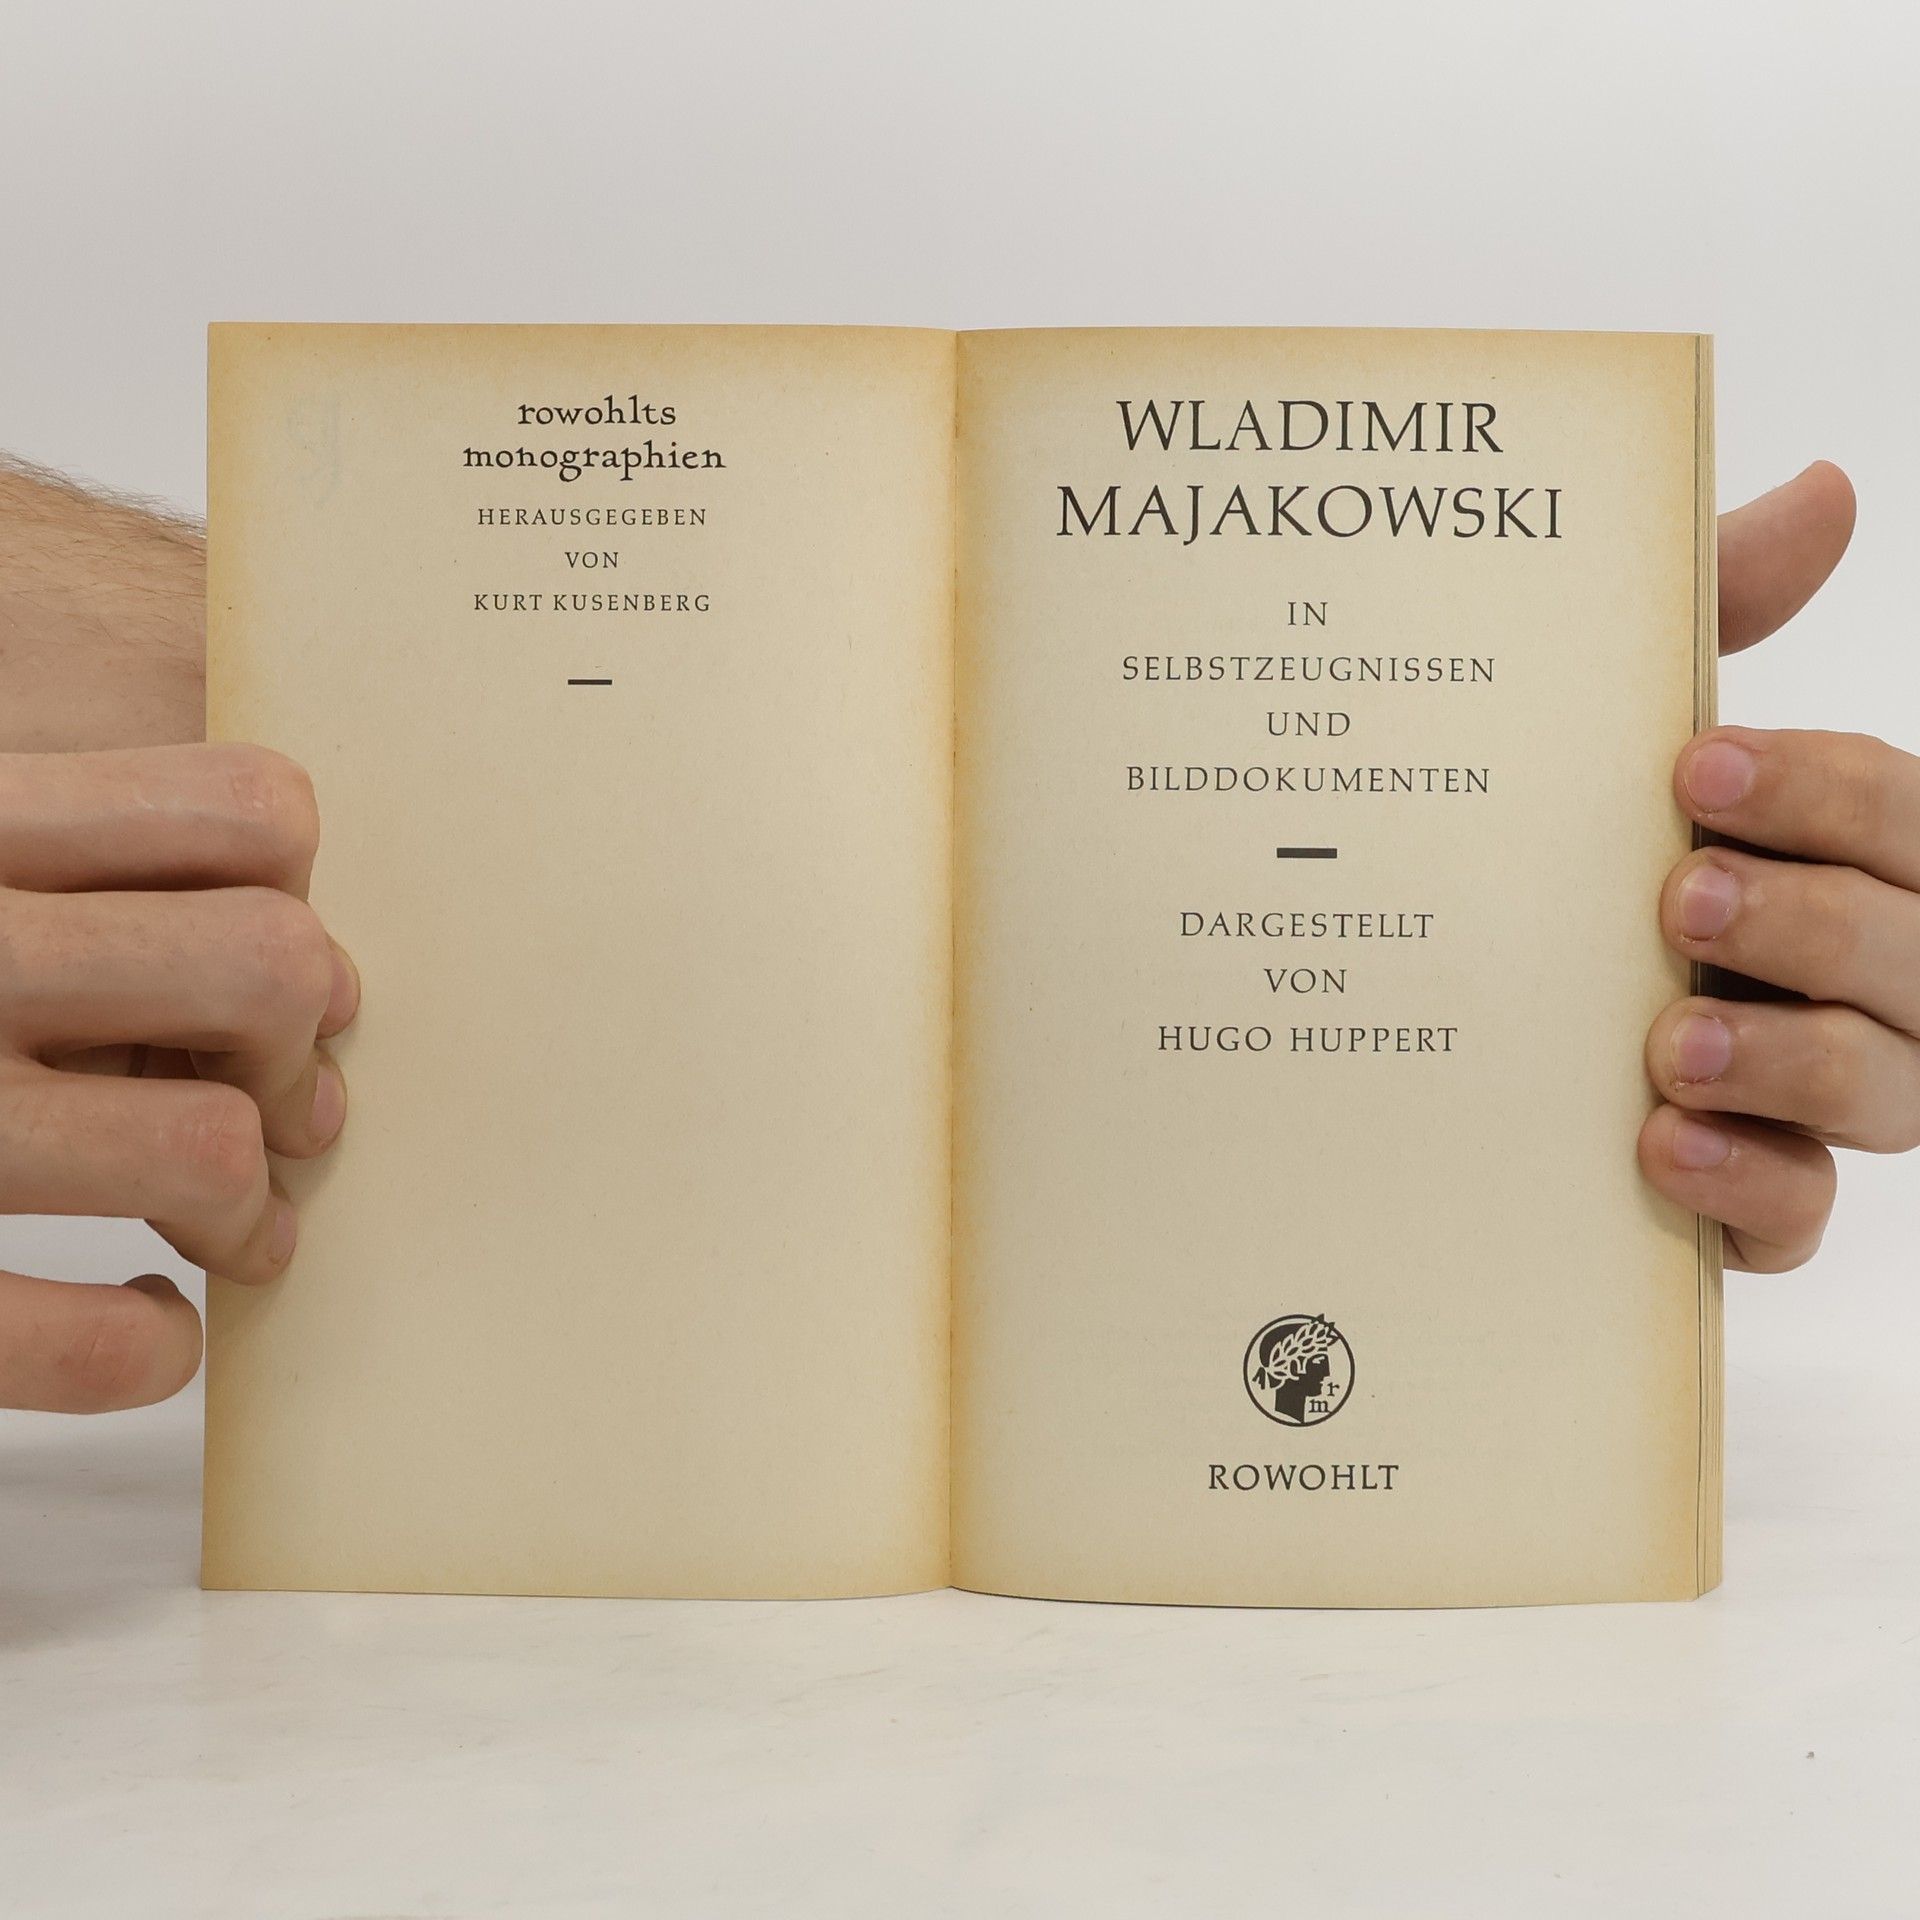 rowohlts
monographien
HERAUSGEGEBEN
VON
KURT KUSENBERG
WLADIMIR
MAJAKOWSKI
IN
SELBSTZEUGNISSEN
UND
BILDDOKUMENTEN
DARGESTELLT
VON
HUGO HUPPERT
r
m
ROWOHLT